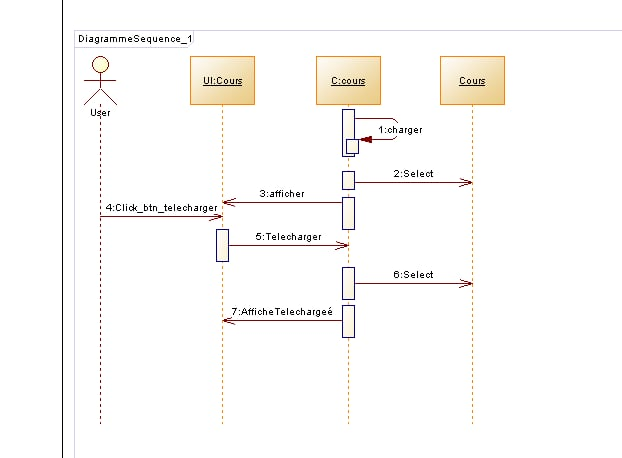 DiagrammeSequence_1
User
UI:Cours
C:cours
Cours
1:charger
2:Select
3:afficher
4:Click_btn_telecharger
5:Telecharger
6:Select
7:AfficheTelechargeé